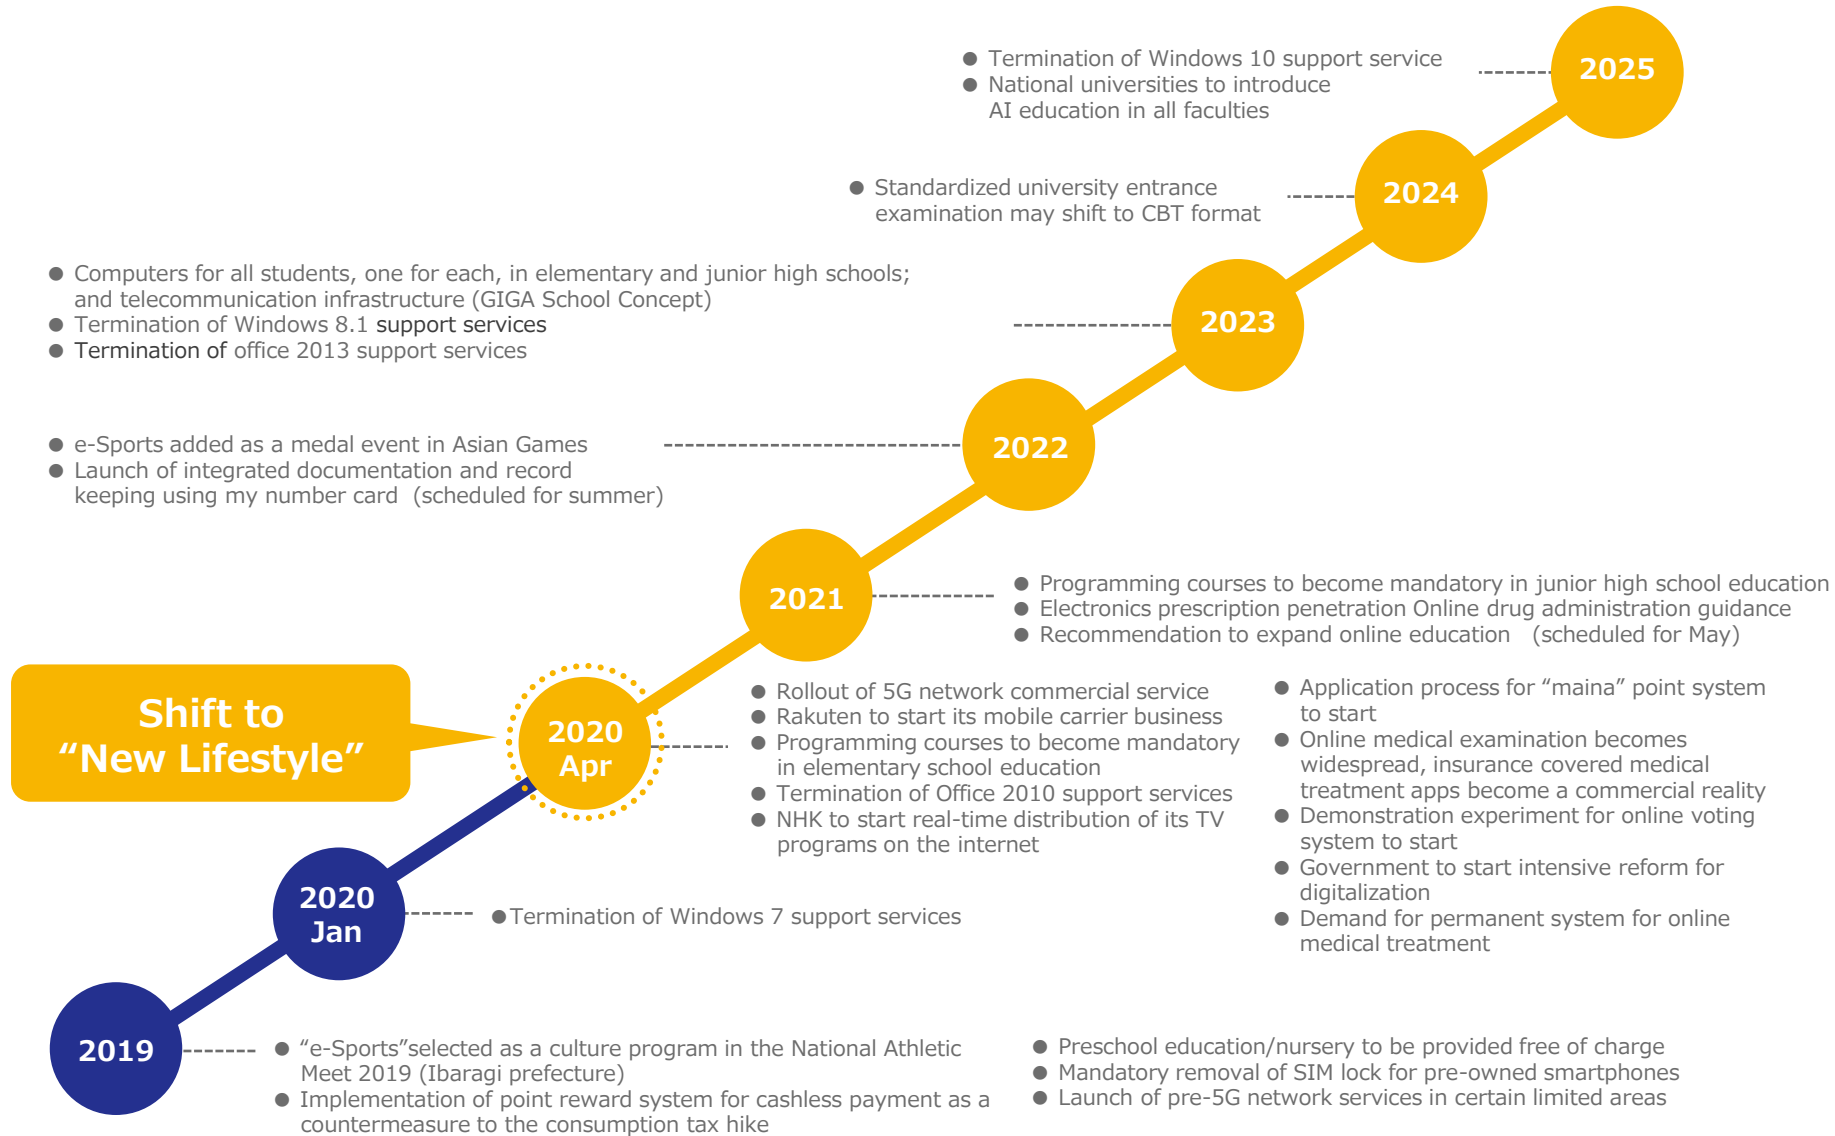 ● Termination of Windows 10 support service
● National universities to introduce
AI education in all faculties
2025
● Standardized university entrance
examination may shift to CBT format
2024
● Computers for all students, one for each, in elementary and junior high schools;
and telecommunication infrastructure (GIGA School Concept)
● Termination of Windows 8.1 support services
● Termination of office 2013 support services
2023
● e-Sports added as a medal event in Asian Games
● Launch of integrated documentation and record
keeping using my number card (scheduled for summer)
2022
2021
● Programming courses to become mandatory in junior high school education
● Electronics prescription penetration Online drug administration guidance
● Recommendation to expand online education (scheduled for May)
Shift to
“New Lifestyle”
2020
Apr
● Rollout of 5G network commercial service
● Rakuten to start its mobile carrier business
● Programming courses to become mandatory
in elementary school education
● Termination of Office 2010 support services
● NHK to start real-time distribution of its TV
programs on the internet
● Application process for “maina” point system
to start
● Online medical examination becomes
widespread, insurance covered medical
treatment apps become a commercial reality
● Demonstration experiment for online voting
system to start
● Government to start intensive reform for
digitalization
● Demand for permanent system for online
medical treatment
2020
Jan
● Termination of Windows 7 support services
2019
● “e-Sports”selected as a culture program in the National Athletic
Meet 2019 (Ibaragi prefecture)
● Implementation of point reward system for cashless payment as a
countermeasure to the consumption tax hike
● Preschool education/nursery to be provided free of charge
● Mandatory removal of SIM lock for pre-owned smartphones
● Launch of pre-5G network services in certain limited areas